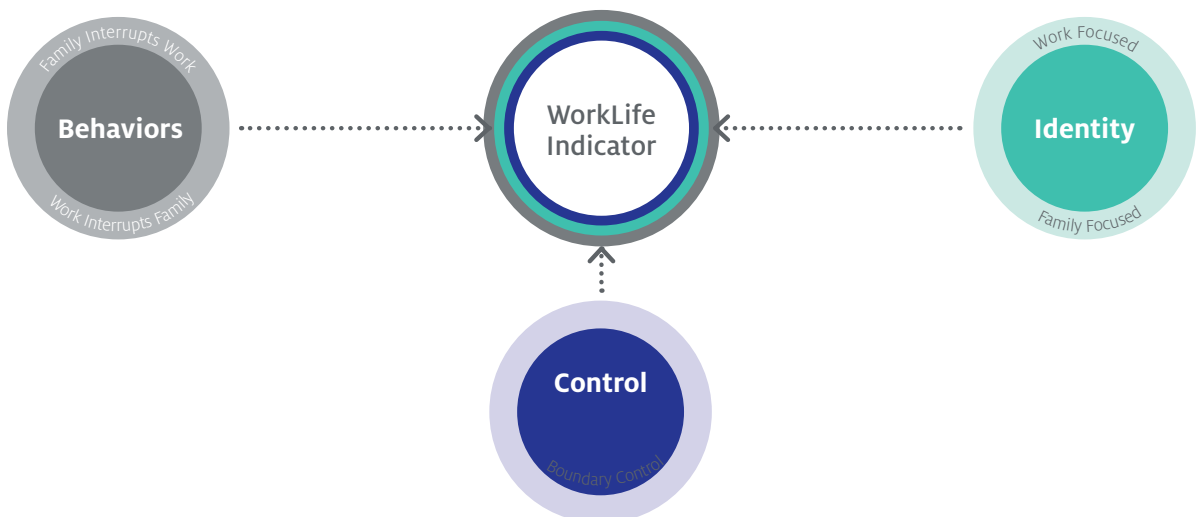 Family Interrupts Work
Behaviors
Work Interrupts Family
WorkLife
Indicator
Work Focused
Identity
Family Focused
Control
Boundary Control